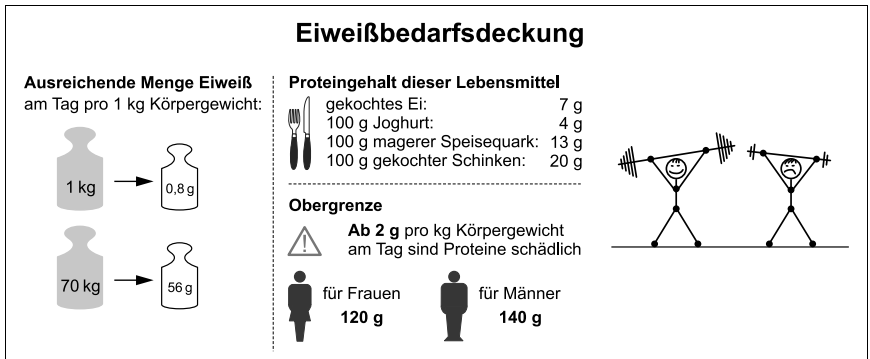 Eiweißbedarfsdeckung
Ausreichende Menge Eiweiß
am Tag pro 1 kg Körpergewicht:
1 kg
0,8 g
70 kg
56 g
Proteingehalt dieser Lebensmittel
gekochtes Ei: 7 g
100 g Joghurt: 4 g
100 g magerer Speisequark: 13 g
100 g gekochter Schinken: 20 g
Obergrenze
Ab 2 g pro kg Körpergewicht
am Tag sind Proteine schädlich
für Frauen
120 g
für Männer
140 g